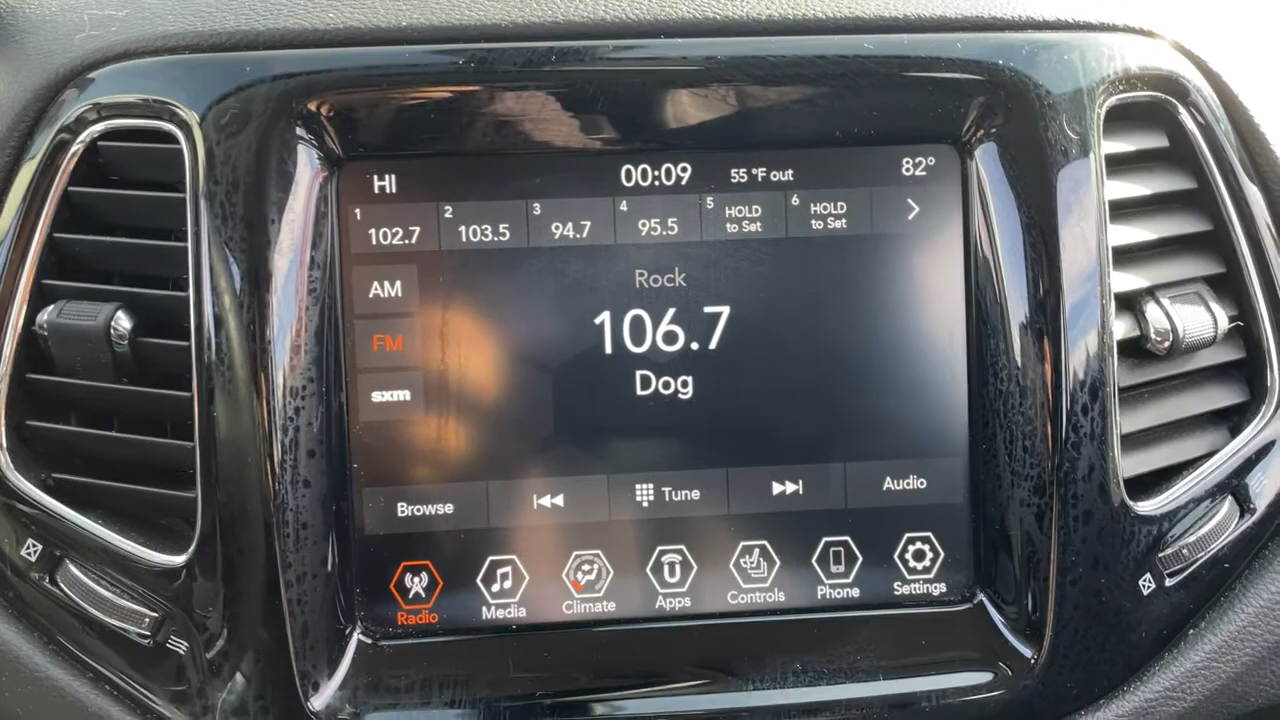 HI 00:09 55 °F out 82°
1 2 3 4 5 HOLD 6 HOLD
102.7 103.5 94.7 95.5 to Set to Set
Rock
AM
106.7
FM
Dog
sxm
Browse Tune Audio
Radio Media Climate Apps Controls Phone Settings